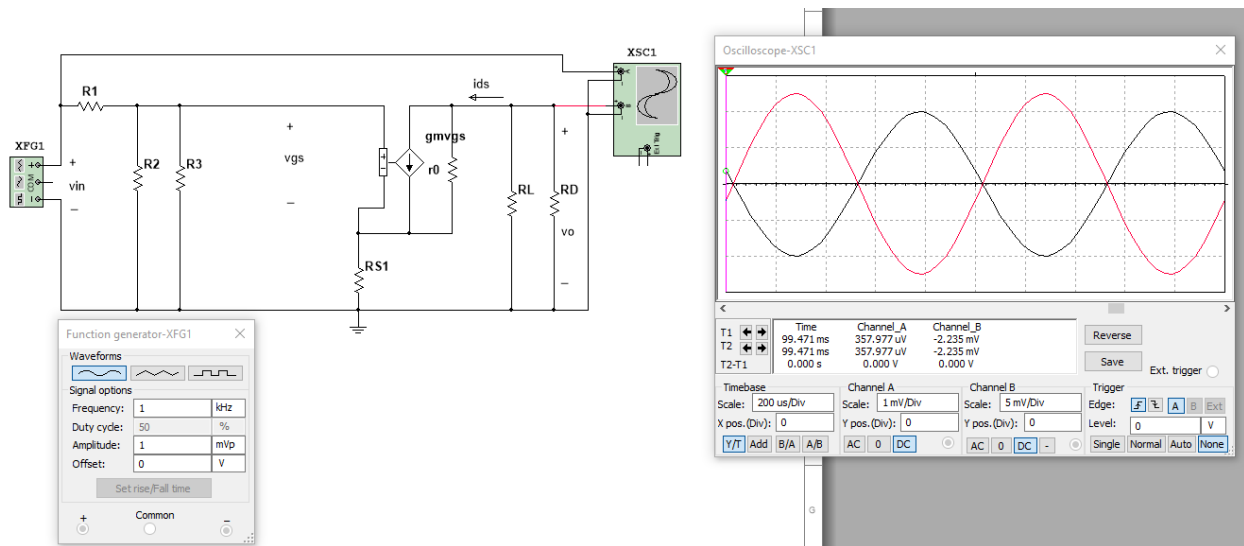 XSC1
ids
R1
gmvgs
Ext Trig
XFG1
+
+
+
vgs
r0
R2
R3
RL
RD
COM
vin
−
−
vo
−
RS1
Function generator-XFG1
Waveforms
Signal options
Frequency: 1 kHz
Duty cycle: 50 %
Amplitude: 1 mVp
Offset: 0 V
Set rise/Fall time
+ Common −
Oscilloscope-XSC1
Time Channel_A Channel_B
T1 99.471 ms 357.977 uV -2.235 mV
T2 99.471 ms 357.977 uV -2.235 mV
T2-T1 0.000 s 0.000 V 0.000 V
Reverse
Save
Ext. trigger
Timebase
Scale: 200 us/Div
X pos.(Div): 0
Y/T Add B/A A/B
Channel A
Scale: 1 mV/Div
Y pos.(Div): 0
AC 0 DC
Channel B
Scale: 5 mV/Div
Y pos.(Div): 0
AC 0 DC -
Trigger
Edge: A B Ext
Level: 0 V
Single Normal Auto None
G